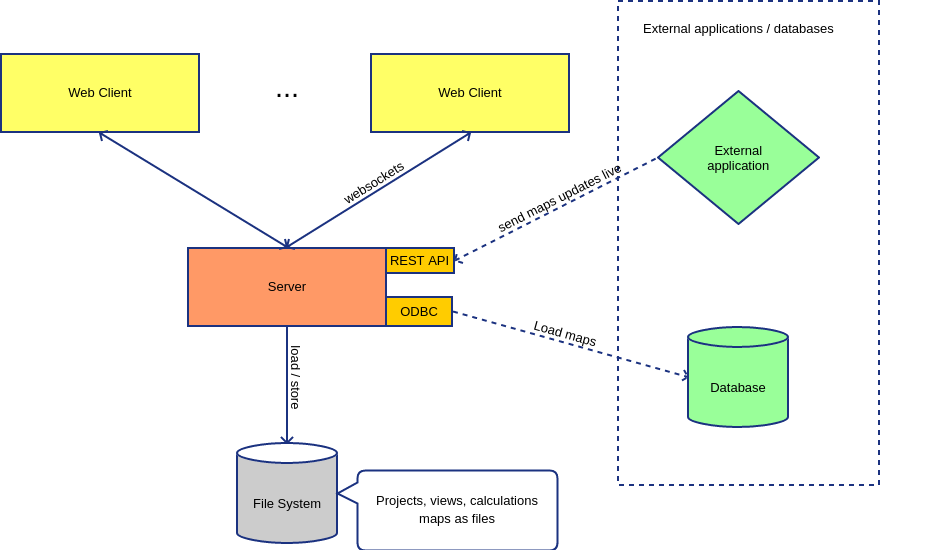 External applications / databases
Web Client
...
Web Client
External
application
websockets
send maps updates live
REST API
Server
ODBC
Load maps
load / store
Database
File System
Projects, views, calculations
maps as files